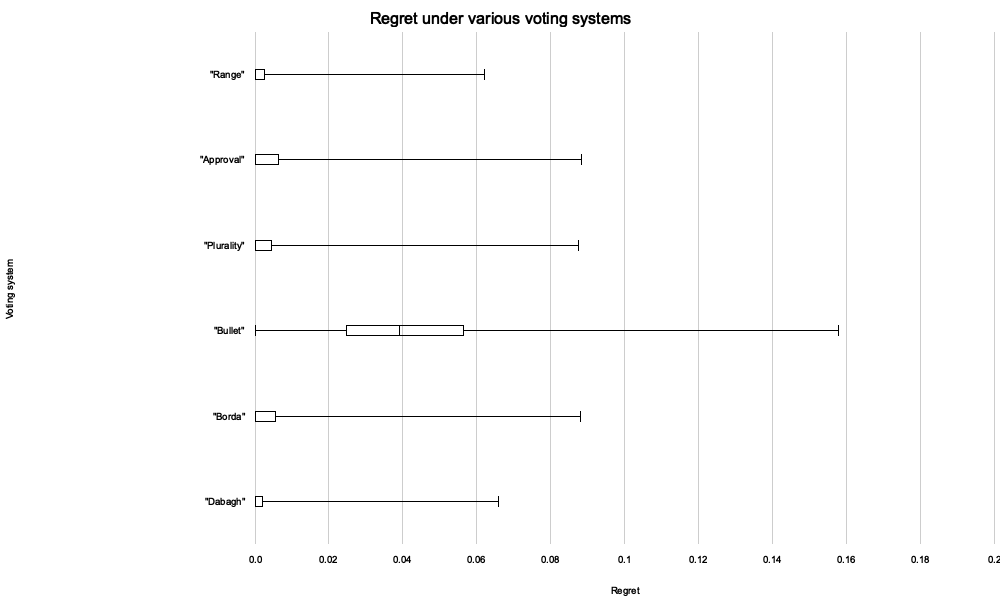 Regret under various voting systems
"Range"
"Approval"
"Plurality"
Voting system
"Bullet"
"Borda"
"Dabagh"
0.0 0.02 0.04 0.06 0.08 0.1 0.12 0.14 0.16 0.18 0.2
Regret